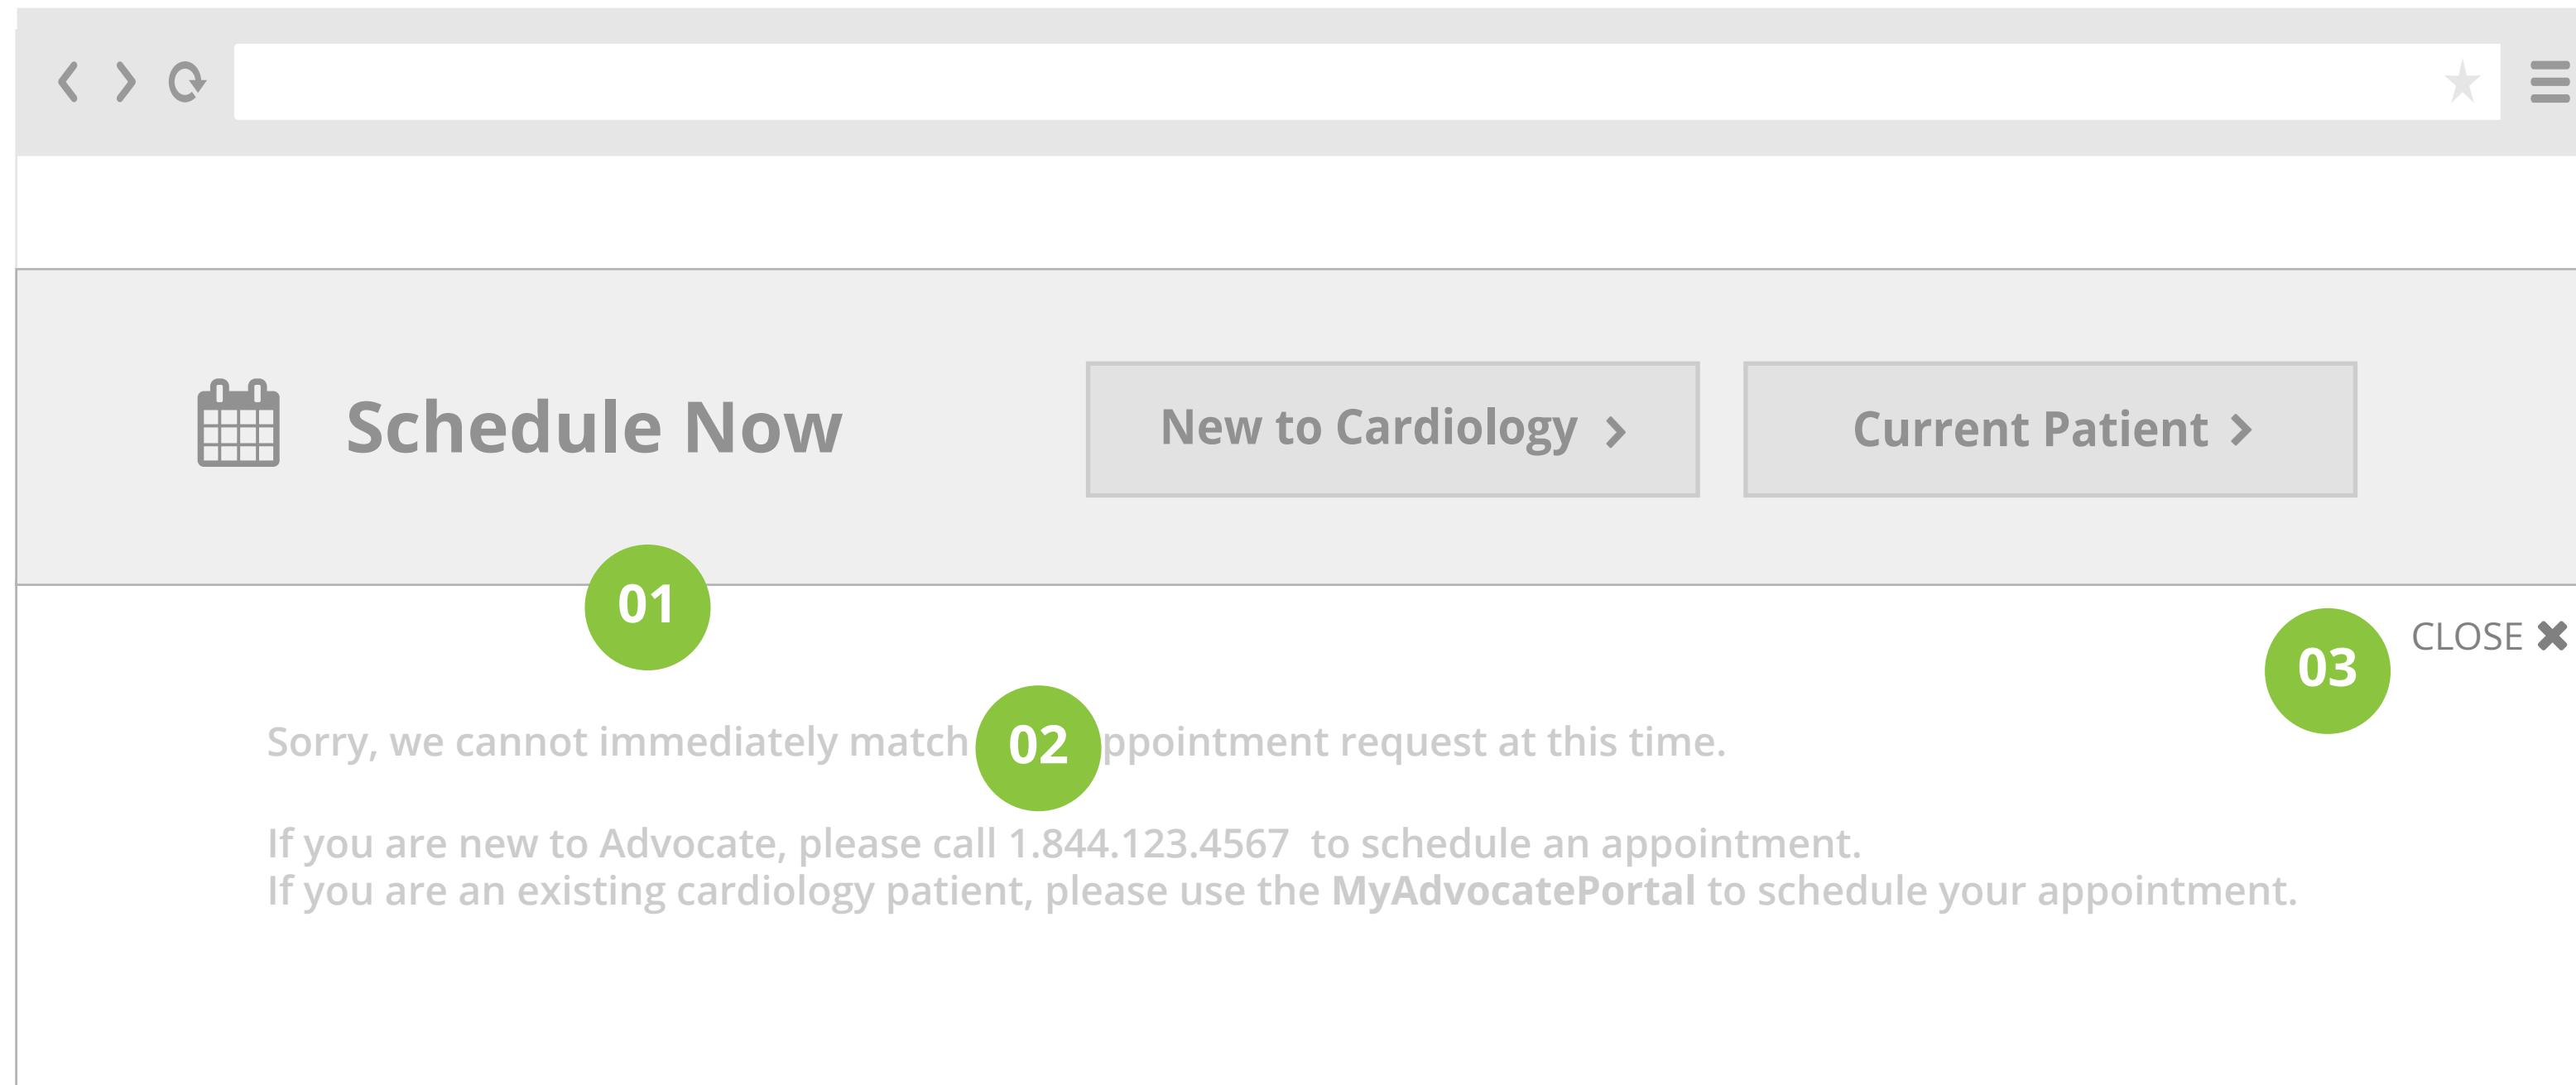 Schedule Now
New to Cardiology
Current Patient
01
03
CLOSE
Sorry, we cannot immediately match 02 ppointment request at this time.
If you are new to Advocate, please call 1.844.123.4567 to schedule an appointment.
If you are an existing cardiology patient, please use the MyAdvocatePortal to schedule your appointment.